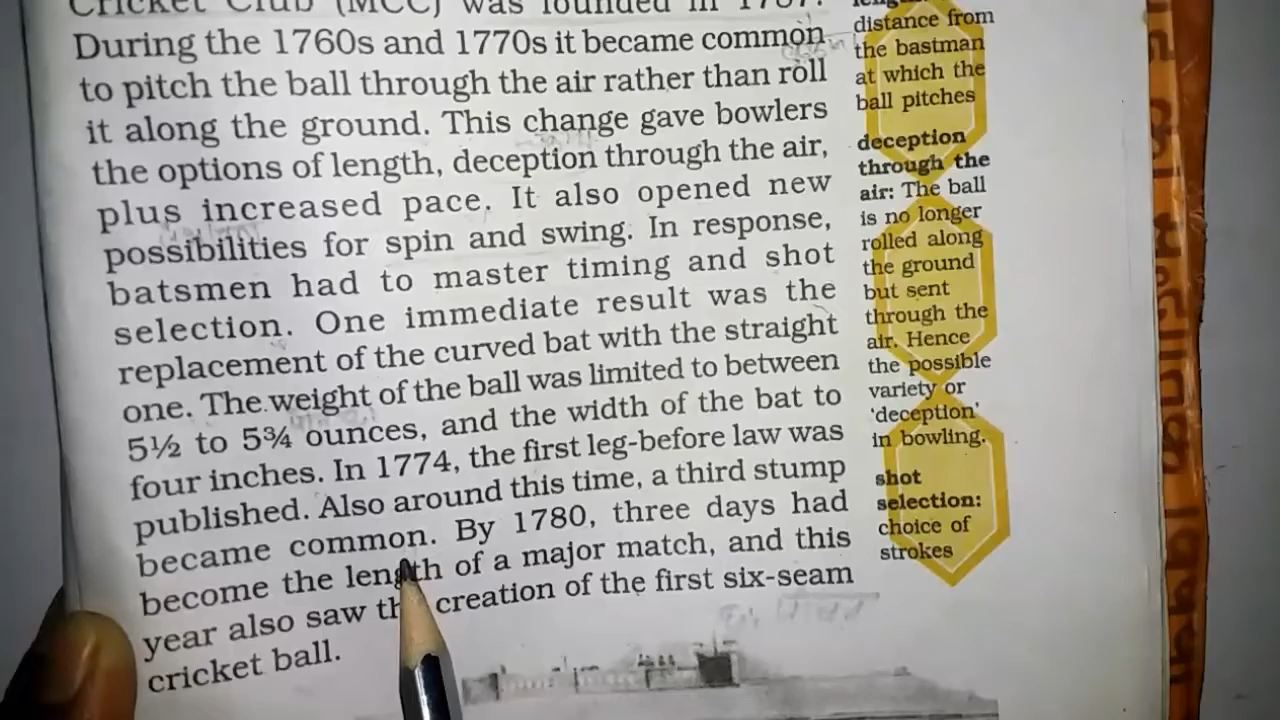 Cricket Club (MCC) was founded in 1787.
During the 1760s and 1770s it became common
to pitch the ball through the air rather than roll
it along the ground. This change gave bowlers
the options of length, deception through the air,
plus increased pace. It also opened new
possibilities for spin and swing. In response,
batsmen had to master timing and shot
selection. One immediate result was the
replacement of the curved bat with the straight
one. The weight of the ball was limited to between
5½ to 5¾ ounces, and the width of the bat to
four inches. In 1774, the first leg-before law was
published. Also around this time, a third stump
became common. By 1780, three days had
become the length of a major match, and this
year also saw the creation of the first six-seam
cricket ball.
distance from
the bastman
at which the
ball pitches
deception
through the
air: The ball
is no longer
rolled along
the ground
but sent
through the
air. Hence
the possible
variety or
'deception'
in bowling.
shot
selection:
choice of
strokes